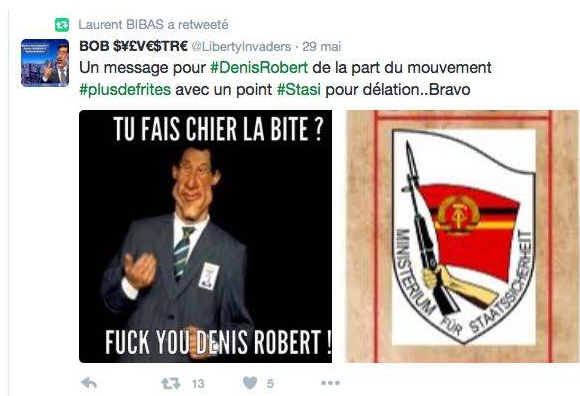 Laurent BIBAS a retweeté
BOB $¥£V€$TR€ @LibertyInvaders · 29 mai
Un message pour #DenisRobert de la part du mouvement
#plusdefrites avec un point #Stasi pour délation..Bravo
TU FAIS CHIER LA BITE ?
FUCK YOU DENIS ROBERT !
MINISTERIUM FÜR STAATSSICHERHEIT
13
5